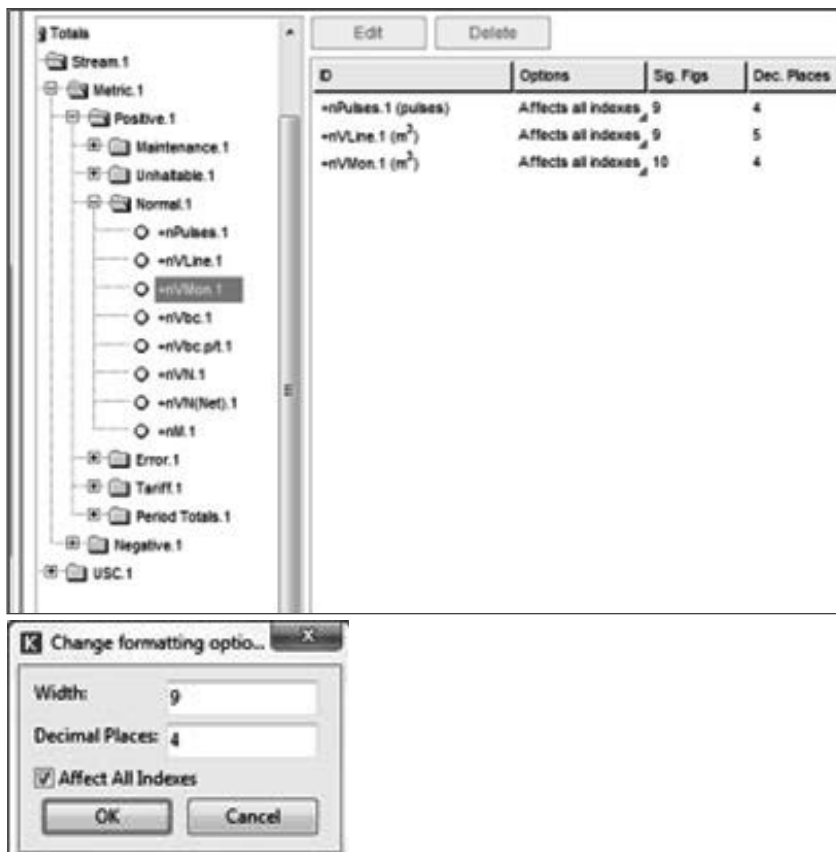 Totals
Stream.1
Metric.1
Positive.1
Maintenance.1
Unhaltable.1
Normal.1
+nPulses.1
+nVLine.1
+nVMon.1
+nVbc.1
+nVbc.p/t.1
+nVN.1
+nVN(Net).1
+nM.1
Error.1
Tariff.1
Period Totals.1
Negative.1
USC.1
Edit Delete
ID Options Sig. Figs Dec. Places
+nPulses.1 (pulses) Affects all indexes 9 4
+nVLine.1 (m³) Affects all indexes 9 5
+nVMon.1 (m³) Affects all indexes 10 4
K Change formatting optio... x
Width: 9
Decimal Places: 4
Affect All Indexes
OK Cancel